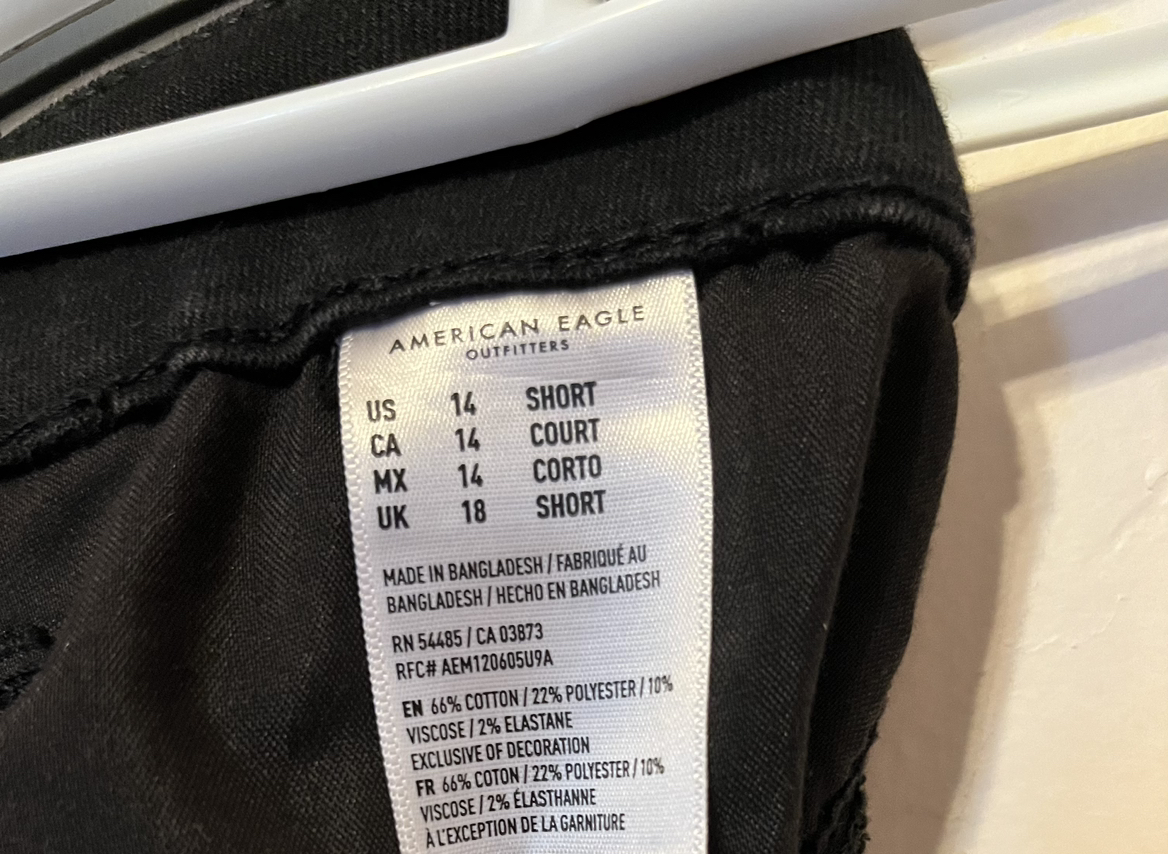 AMERICAN EAGLE
OUTFITTERS
US 14 SHORT
CA 14 COURT
MX 14 CORTO
UK 18 SHORT
MADE IN BANGLADESH / FABRIQUÉ AU
BANGLADESH / HECHO EN BANGLADESH
RN 54485 / CA 03873
RFC# AEM120605U9A
EN 66% COTTON / 22% POLYESTER / 10%
VISCOSE / 2% ELASTANE
EXCLUSIVE OF DECORATION
FR 66% COTON / 22% POLYESTER / 10%
VISCOSE / 2% ÉLASTHANNE
À L'EXCEPTION DE LA GARNITURE